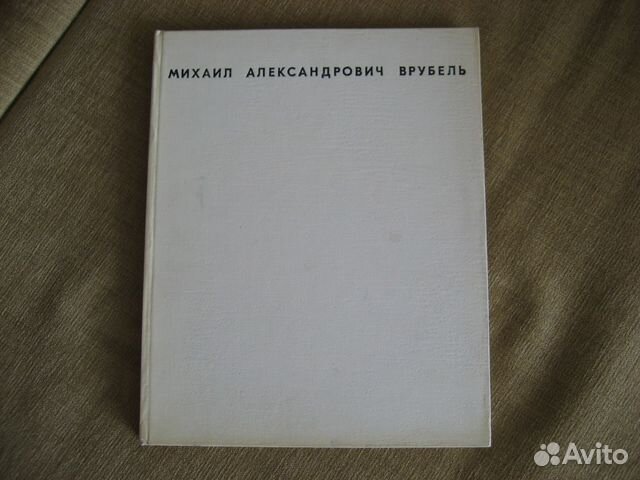 МИХАИЛ АЛЕКСАНДРОВИЧ ВРУБЕЛЬ
Avito